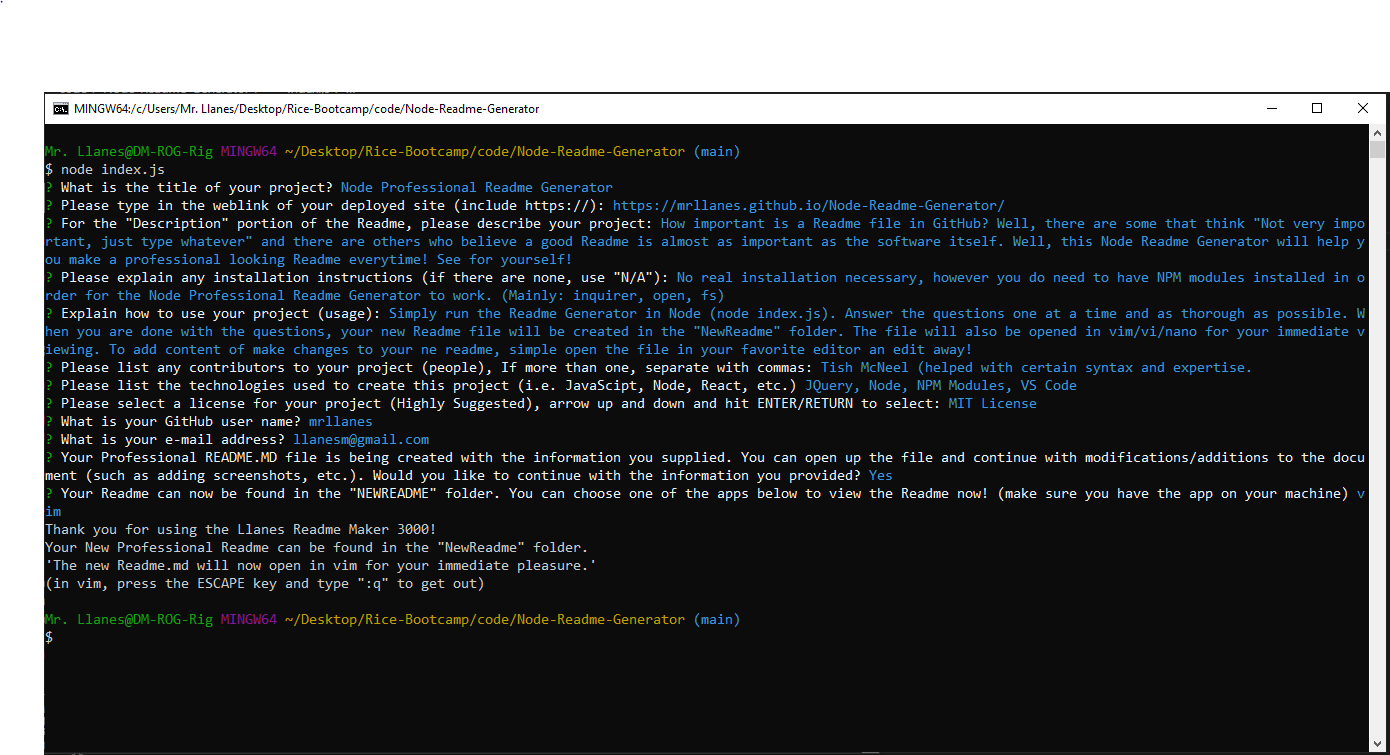 MINGW64:/c/Users/Mr. Llanes/Desktop/Rice-Bootcamp/code/Node-Readme-Generator
Mr. Llanes@DM-ROG-Rig MINGW64 ~/Desktop/Rice-Bootcamp/code/Node-Readme-Generator (main)
$ node index.js
? What is the title of your project? Node Professional Readme Generator
? Please type in the weblink of your deployed site (include https://): https://mrllanes.github.io/Node-Readme-Generator/
? For the "Description" portion of the Readme, please describe your project: How important is a Readme file in GitHub? Well, there are some that think "Not very impo
rtant, just type whatever" and there are others who believe a good Readme is almost as important as the software itself. Well, this Node Readme Generator will help y
ou make a professional looking Readme everytime! See for yourself!
? Please explain any installation instructions (if there are none, use "N/A"): No real installation necessary, however you do need to have NPM modules installed in o
rder for the Node Professional Readme Generator to work. (Mainly: inquirer, open, fs)
? Explain how to use your project (usage): Simply run the Readme Generator in Node (node index.js). Answer the questions one at a time and as thorough as possible. W
hen you are done with the questions, your new Readme file will be created in the "NewReadme" folder. The file will also be opened in vim/vi/nano for your immediate v
iewing. To add content of make changes to your ne readme, simple open the file in your favorite editor an edit away!
? Please list any contributors to your project (people), If more than one, separate with commas: Tish McNeel (helped with certain syntax and expertise.
? Please list the technologies used to create this project (i.e. JavaScipt, Node, React, etc.) JQuery, Node, NPM Modules, VS Code
? Please select a license for your project (Highly Suggested), arrow up and down and hit ENTER/RETURN to select: MIT License
? What is your GitHub user name? mrllanes
? What is your e-mail address? llanesm@gmail.com
? Your Professional README.MD file is being created with the information you supplied. You can open up the file and continue with modifications/additions to the docu
ment (such as adding screenshots, etc.). Would you like to continue with the information you provided? Yes
? Your Readme can now be found in the "NEWREADME" folder. You can choose one of the apps below to view the Readme now! (make sure you have the app on your machine) v
im
Thank you for using the Llanes Readme Maker 3000!
Your New Professional Readme can be found in the "NewReadme" folder.
'The new Readme.md will now open in vim for your immediate pleasure.'
(in vim, press the ESCAPE key and type ":q" to get out)
Mr. Llanes@DM-ROG-Rig MINGW64 ~/Desktop/Rice-Bootcamp/code/Node-Readme-Generator (main)
$